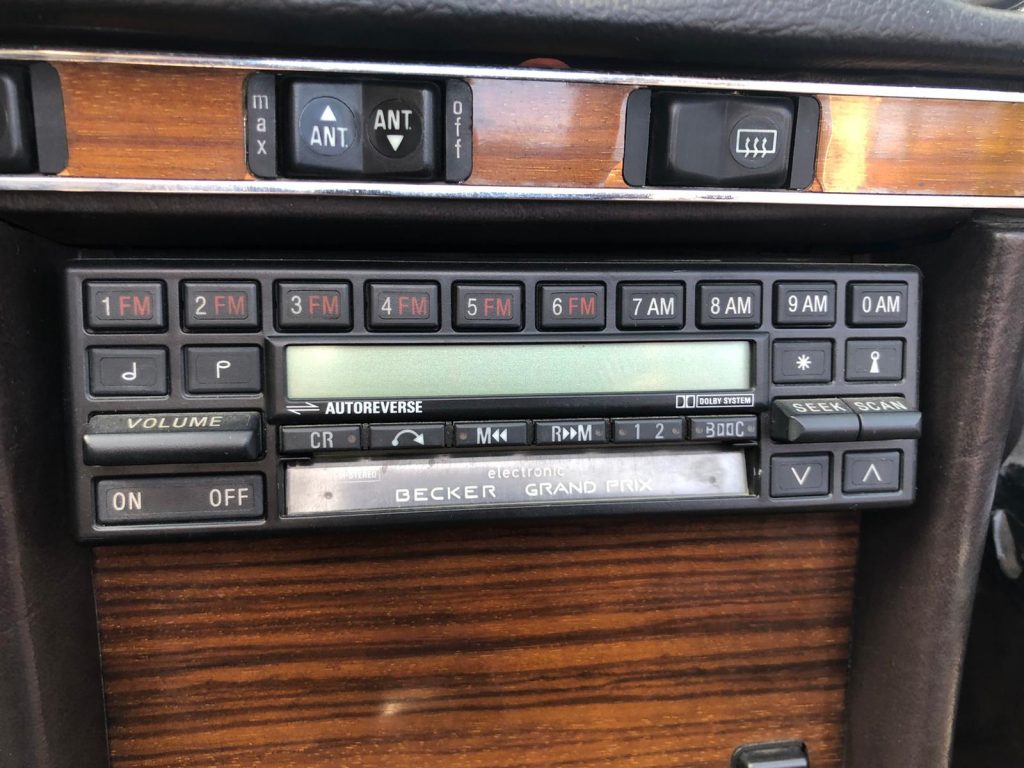 max
ANT.
ANT.
off
1 FM 2 FM 3 FM 4 FM 5 FM 6 FM 7 AM 8 AM 9 AM 0 AM
AUTOREVERSE
DOLBY SYSTEM
VOLUME
SEEK SCAN
CR
M
R M
1 2
B C
ON OFF
electronic
BECKER GRAND PRIX